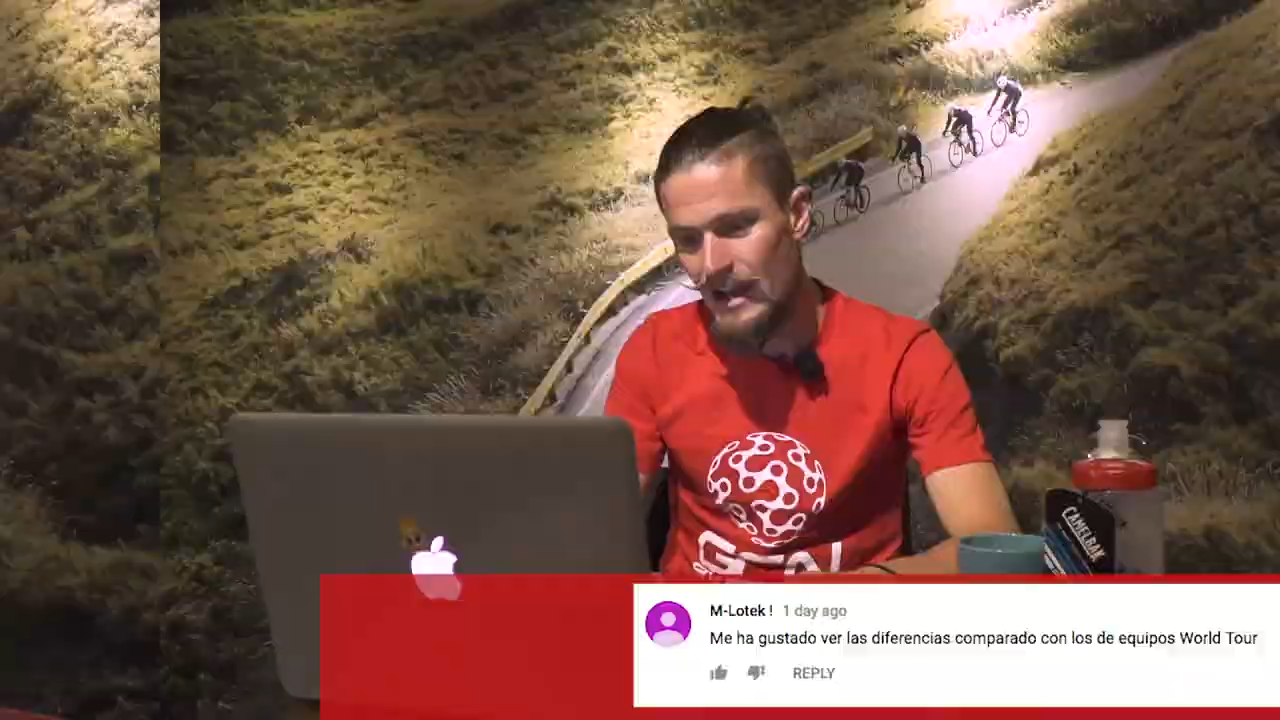 CAMELBAK
GCN
M-Lotek ! 1 day ago
Me ha gustado ver las diferencias comparado con los de equipos World Tour
REPLY